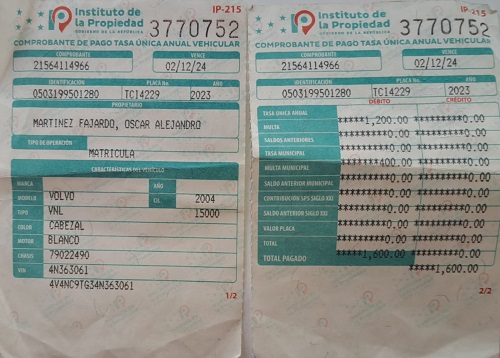 IP-215
Instituto de
la Propiedad
GOBIERNO DE LA REPÚBLICA
3770752
COMPROBANTE DE PAGO TASA ÚNICA ANUAL VEHICULAR
COMPROBANTE VENCE
21564114966 02/12/24
IDENTIFICACIÓN PLACA No. AÑO
0503199501280 TC14229 2023
PROPIETARIO
MARTINEZ FAJARDO, OSCAR ALEJANDRO
TIPO DE OPERACIÓN
MATRICULA
CARACTERÍSTICAS DEL VEHÍCULO
MARCA AÑO
MODELO VOLVO CIL 2004
TIPO VNL 15000
COLOR CABEZAL
MOTOR BLANCO
CHASIS 79022490
VIN 4N363061
4V4NC9TG34N363061
1/2
IP-215
Instituto de
la Propiedad
GOBIERNO DE LA REPÚBLICA
3770752
COMPROBANTE DE PAGO TASA ÚNICA ANUAL VEHICULAR
COMPROBANTE VENCE
21564114966 02/12/24
IDENTIFICACIÓN PLACA No. AÑO
0503199501280 TC14229 2023
DÉBITO CRÉDITO
TASA ÚNICA ANUAL
MULTA *****1,200.00 ********0.00
SALDOS ANTERIORES ********0.00 ********0.00
TASA MUNICIPAL ********0.00 ********0.00
MULTA MUNICIPAL ******400.00 ********0.00
SALDO ANTERIOR MUNICIPAL ********0.00 ********0.00
CONTRIBUCIÓN SPS SIGLO XXI ********0.00 ********0.00
SALDO ANTERIOR SIGLO XXI ********0.00 ********0.00
VALOR PLACA ********0.00 ********0.00
TOTAL ********0.00 ********0.00
TOTAL PAGADO *****1,600.00 ********0.00
*****1,600.00
2/2